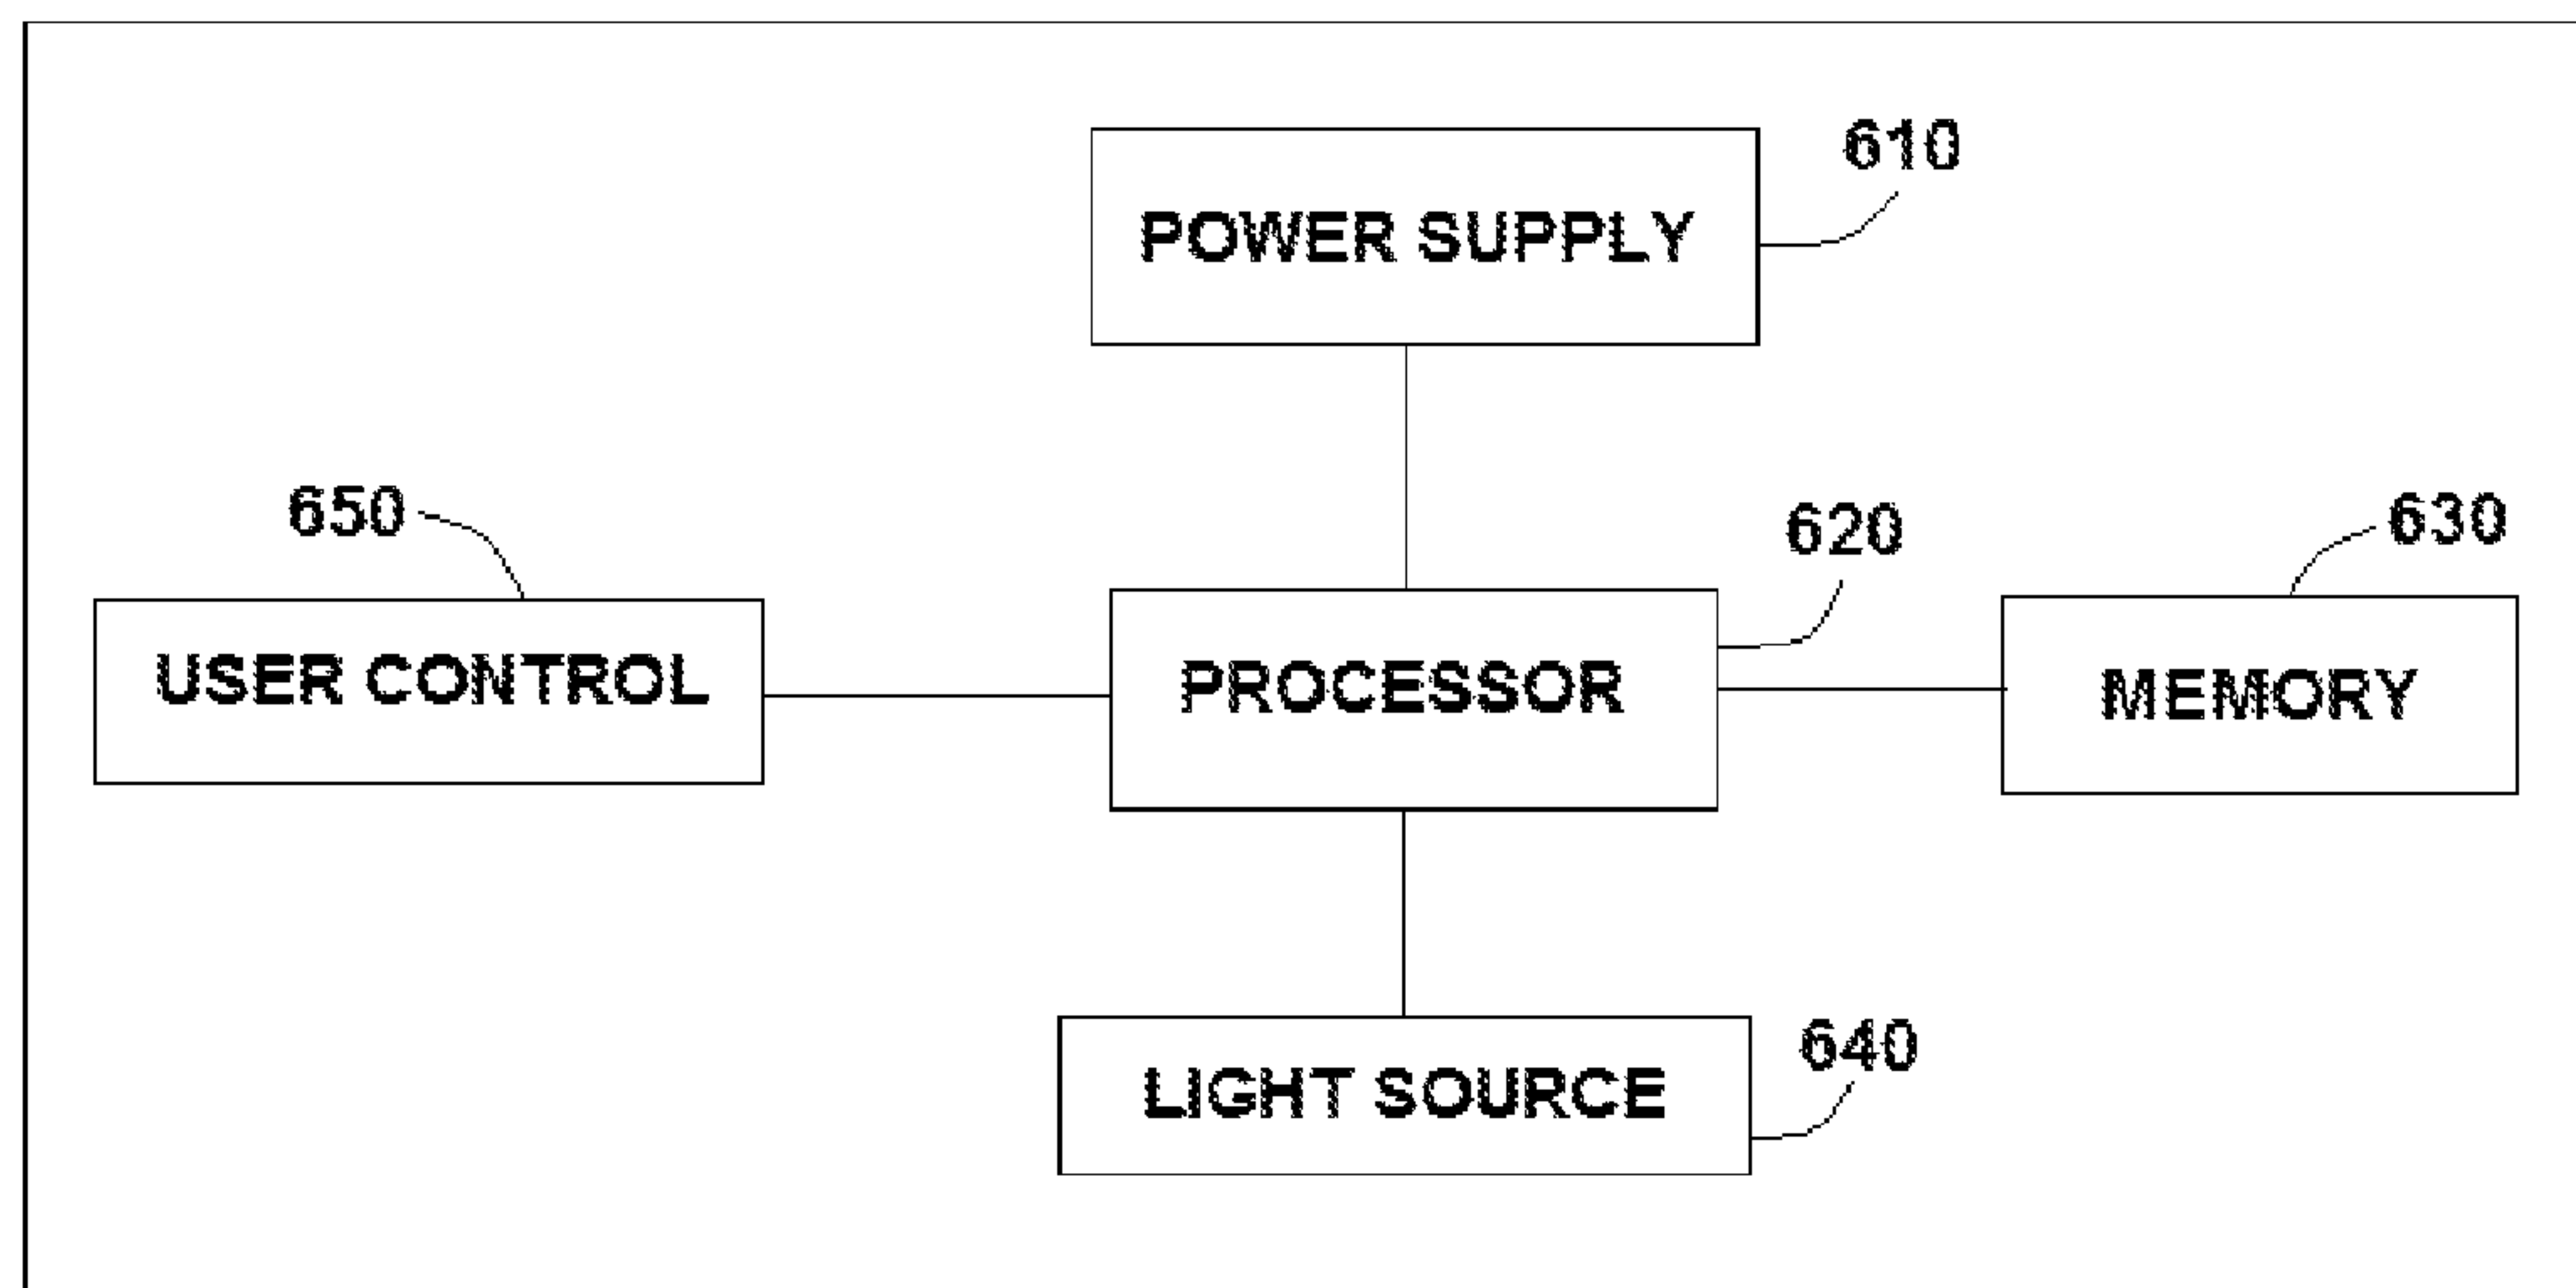 610
POWER SUPPLY
650
620
630
USER CONTROL
PROCESSOR
MEMORY
640
LIGHT SOURCE